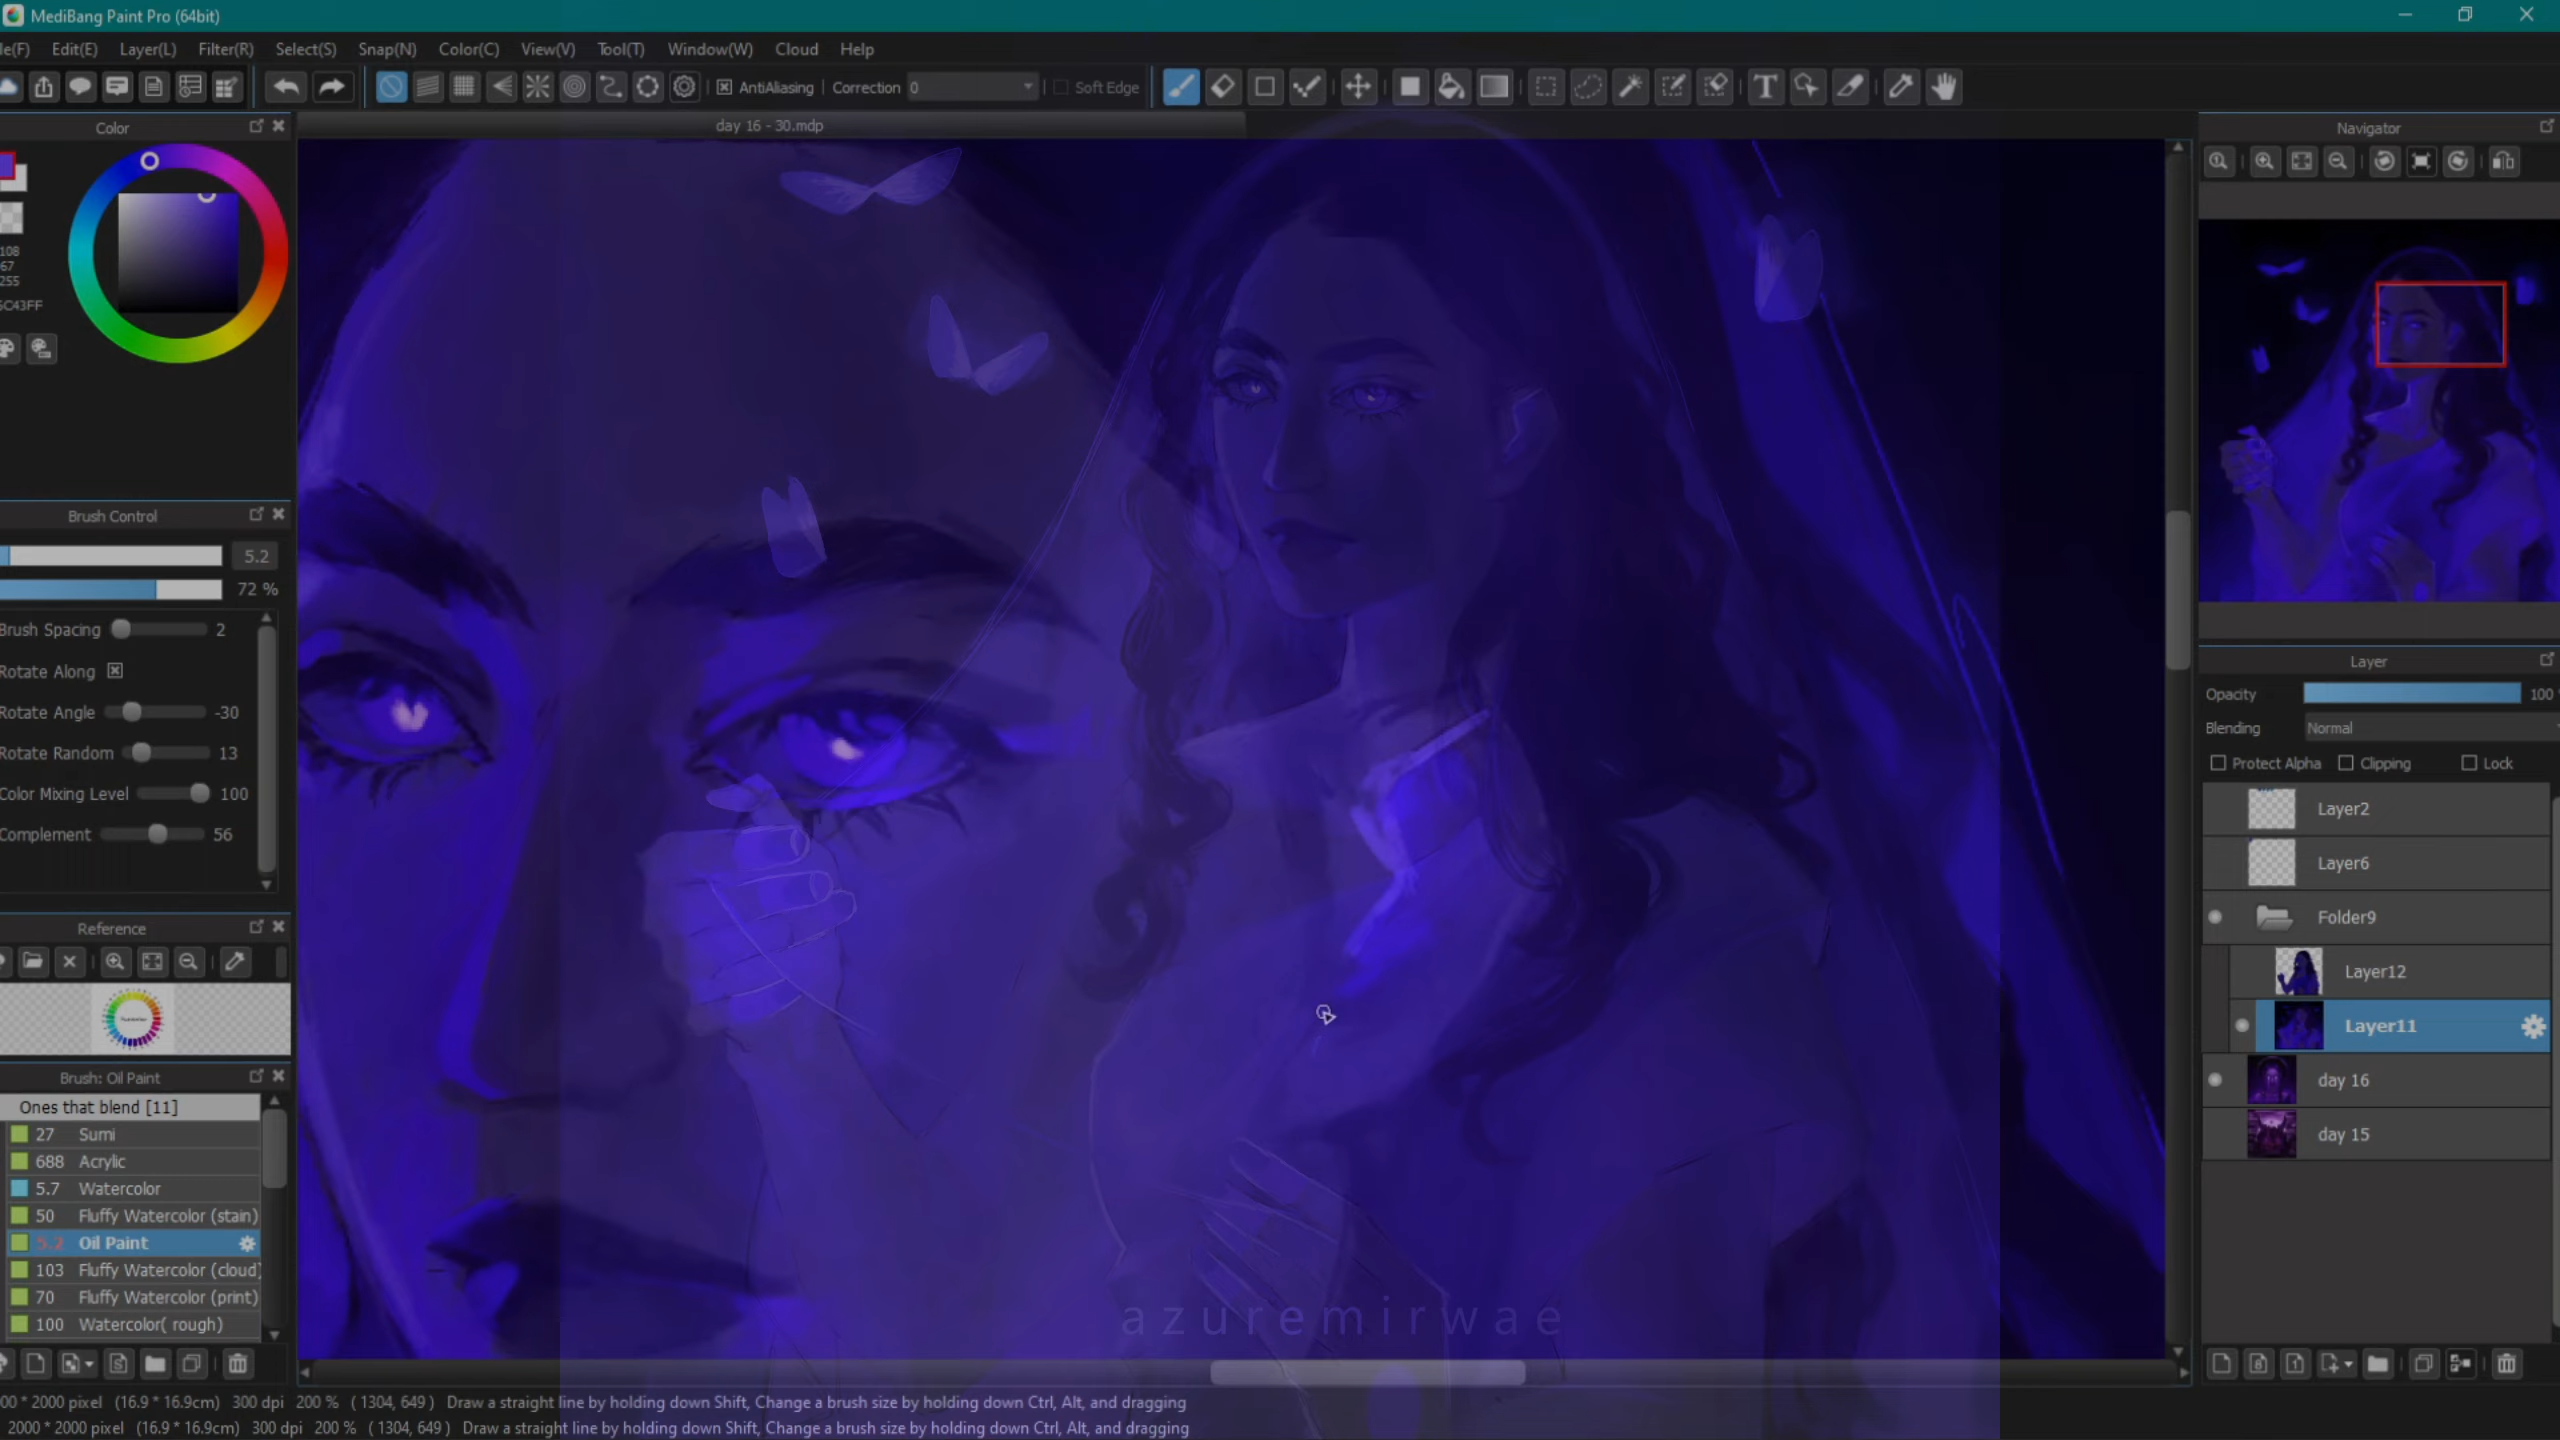 MediBang Paint Pro (64bit)
le(F) Edit(E) Layer(L) Filter(R) Select(S) Snap(N) Color(C) View(V) Tool(T) Window(W) Cloud Help
AntiAliasing Correction 0 Soft Edge
T
Color
day 16 - 30.mdp
Navigator
108
67
255
6C43FF
Brush Control
5.2
72 %
Brush Spacing 2
Rotate Along
Rotate Angle -30
Rotate Random 13
Color Mixing Level 100
Complement 56
Reference
Brush: Oil Paint
Ones that blend [11]
27 Sumi
688 Acrylic
5.7 Watercolor
50 Fluffy Watercolor (stain)
5.2 Oil Paint
103 Fluffy Watercolor (cloud)
70 Fluffy Watercolor (print)
100 Watercolor( rough)
Layer
Opacity 100
Blending Normal
Protect Alpha Clipping Lock
Layer2
Layer6
Folder9
Layer12
Layer11
day 16
day 15
azuremirwae
00 * 2000 pixel (16.9 * 16.9cm) 300 dpi 200 % ( 1304, 649 ) Draw a straight line by holding down Shift, Change a brush size by holding down Ctrl, Alt, and dragging
2000 * 2000 pixel (16.9 * 16.9cm) 300 dpi 200 % ( 1304, 649 ) Draw a straight line by holding down Shift, Change a brush size by holding down Ctrl, Alt, and dragging